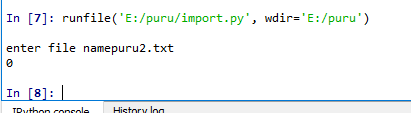 In [7]: runfile('E:/puru/import.py', wdir='E:/puru')
enter file namepuru2.txt
0
In [8]:
IPython console History log